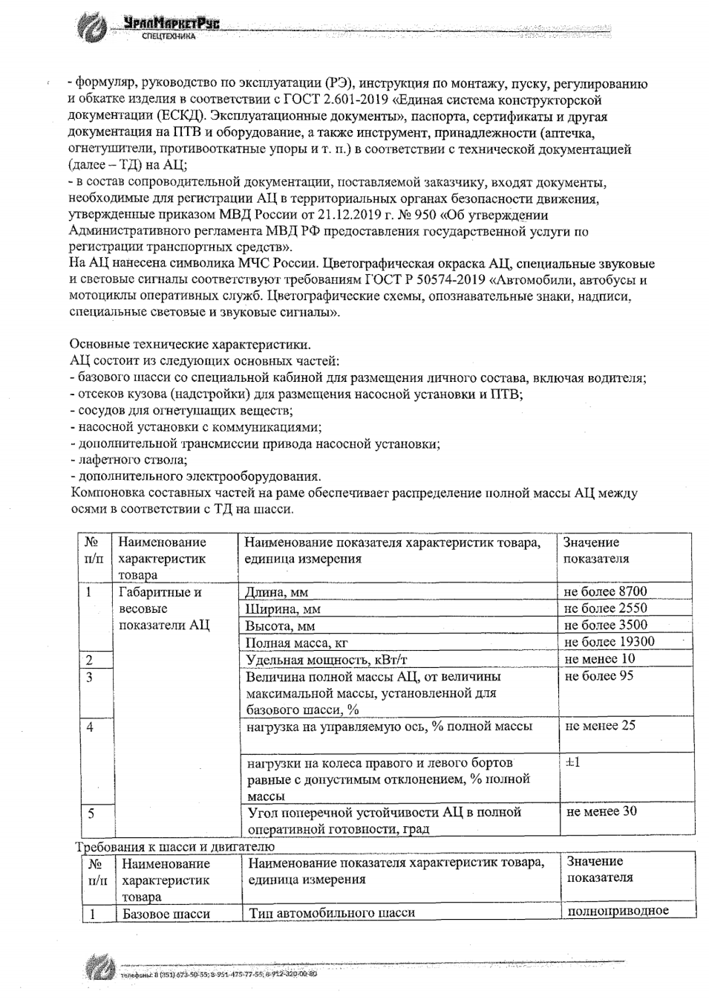 УралМаркетРус
СПЕЦТЕХНИКА
- формуляр, руководство по эксплуатации (РЭ), инструкция по монтажу, пуску, регулированию
и обкатке изделия в соответствии с ГОСТ 2.601-2019 «Единая система конструкторской
документации (ЕСКД). Эксплуатационные документы», паспорта, сертификаты и другая
документация на ПТВ и оборудование, а также инструмент, принадлежности (аптечка,
огнетушители, противооткатные упоры и т. п.) в соответствии с технической документацией
(далее – ТД) на АЦ;
- в состав сопроводительной документации, поставляемой заказчику, входят документы,
необходимые для регистрации АЦ в территориальных органах безопасности движения,
утвержденные приказом МВД России от 21.12.2019 г. № 950 «Об утверждении
Административного регламента МВД РФ предоставления государственной услуги по
регистрации транспортных средств».
На АЦ нанесена символика МЧС России. Цветографическая окраска АЦ, специальные звуковые
и световые сигналы соответствуют требованиям ГОСТ Р 50574-2019 «Автомобили, автобусы и
мотоциклы оперативных служб. Цветографические схемы, опознавательные знаки, надписи,
специальные световые и звуковые сигналы».
Основные технические характеристики.
АЦ состоит из следующих основных частей:
- базового шасси со специальной кабиной для размещения личного состава, включая водителя;
- отсеков кузова (надстройки) для размещения насосной установки и ПТВ;
- сосудов для огнетушащих веществ;
- насосной установки с коммуникациями;
- дополнительной трансмиссии привода насосной установки;
- лафетного ствола;
- дополнительного электрооборудования.
Компоновка составных частей на раме обеспечивает распределение полной массы АЦ между
осями в соответствии с ТД на шасси.
№ Наименование Наименование показателя характеристик товара, Значение
п/п характеристик единица измерения показателя
товара
1 Габаритные и Длина, мм не более 8700
весовые Ширина, мм не более 2550
показатели АЦ Высота, мм не более 3500
Полная масса, кг не более 19300
2 Удельная мощность, кВт/т не менее 10
3 Величина полной массы АЦ, от величины не более 95
максимальной массы, установленной для
базового шасси, %
4 нагрузка на управляемую ось, % полной массы не менее 25
нагрузки на колеса правого и левого бортов ±1
равные с допустимым отклонением, % полной
массы
5 Угол поперечной устойчивости АЦ в полной не менее 30
оперативной готовности, град
Требования к шасси и двигателю
№ Наименование Наименование показателя характеристик товара, Значение
п/п характеристик единица измерения показателя
товара
1 Базовое шасси Тип автомобильного шасси полноприводное
телефоны: 8 (351) 673-50-55; 8-951-475-77-55; 8-912-320-00-80